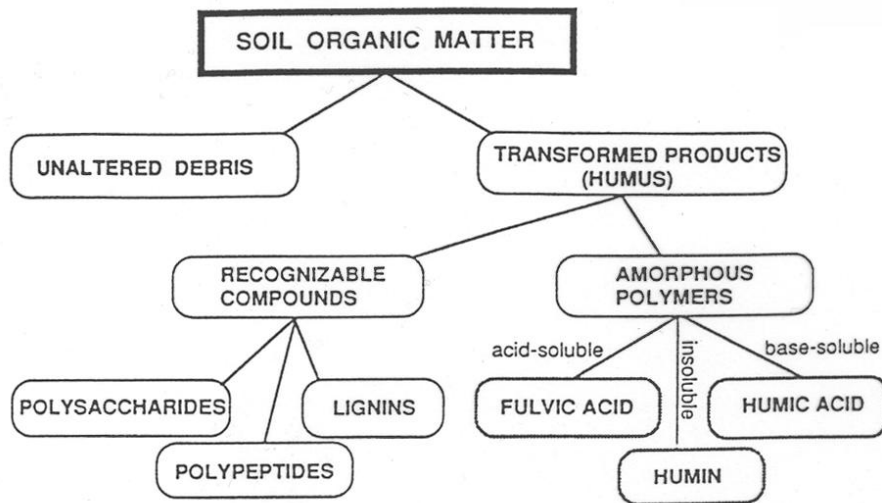 SOIL ORGANIC MATTER
UNALTERED DEBRIS
TRANSFORMED PRODUCTS
(HUMUS)
RECOGNIZABLE
COMPOUNDS
AMORPHOUS
POLYMERS
acid-soluble
insoluble
base-soluble
POLYSACCHARIDES
LIGNINS
POLYPEPTIDES
FULVIC ACID
HUMIC ACID
HUMIN